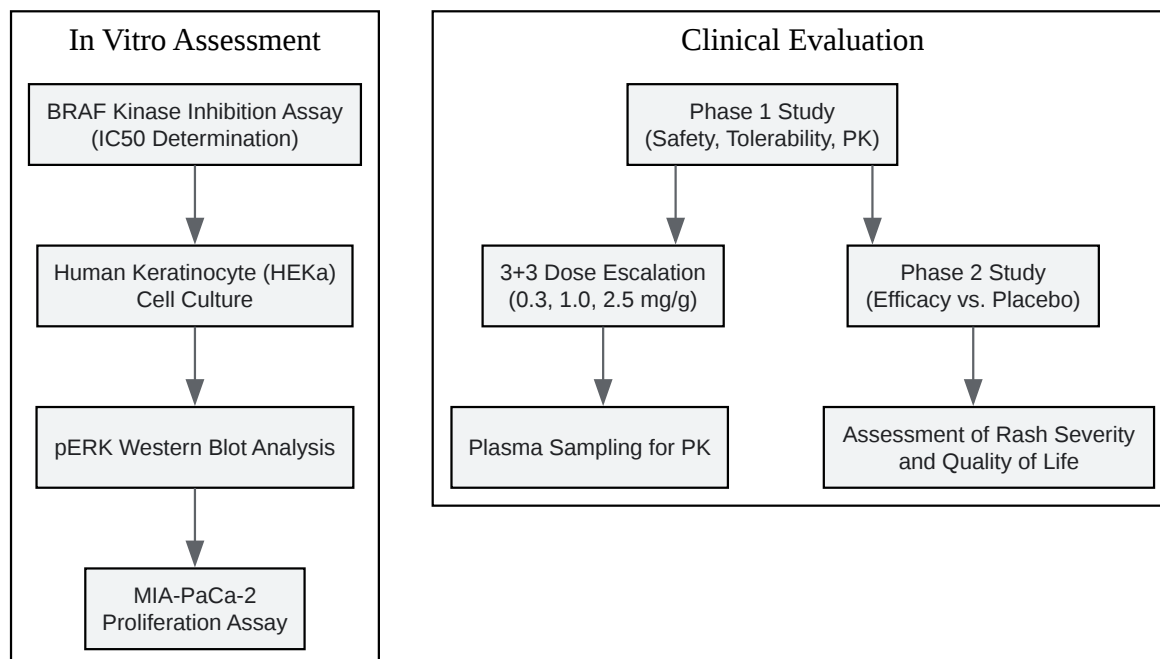 In Vitro Assessment
BRAF Kinase Inhibition Assay
(IC50 Determination)
Human Keratinocyte (HEKa)
Cell Culture
pERK Western Blot Analysis
MIA-PaCa-2
Proliferation Assay
Clinical Evaluation
Phase 1 Study
(Safety, Tolerability, PK)
3+3 Dose Escalation
(0.3, 1.0, 2.5 mg/g)
Phase 2 Study
(Efficacy vs. Placebo)
Plasma Sampling for PK
Assessment of Rash Severity
and Quality of Life